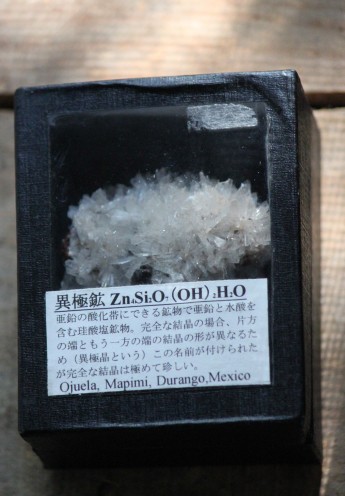 異極鉱 Zn₄Si₂O₇(OH)₂H₂O
亜鉛の酸化帯にできる鉱物で亜鉛と水酸を
含む珪酸塩鉱物。完全な結晶の場合、片方
の端ともう一方の端の結晶の形が異なるた
め（異極晶という）この名前が付けられた
が完全な結晶は極めて珍しい。
Ojuela, Mapimi, Durango,Mexico